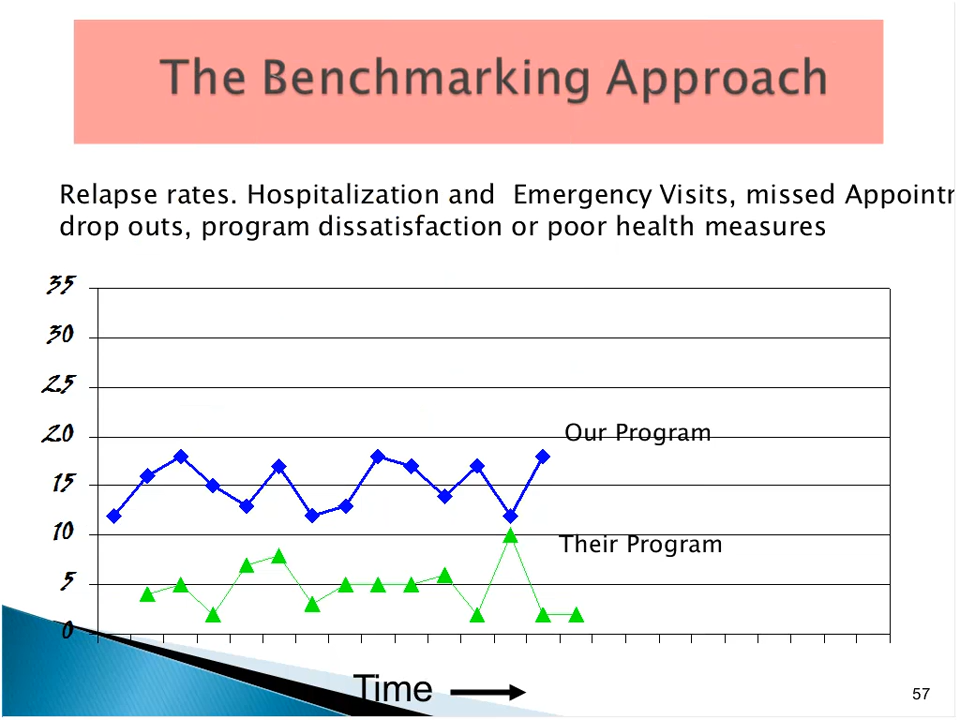 The Benchmarking Approach
Relapse rates. Hospitalization and  Emergency Visits, missed
drop outs, program dissatisfaction or poor health measures
35
30
25
20
15
10
5
0
Our Program
Their Program
Time
57